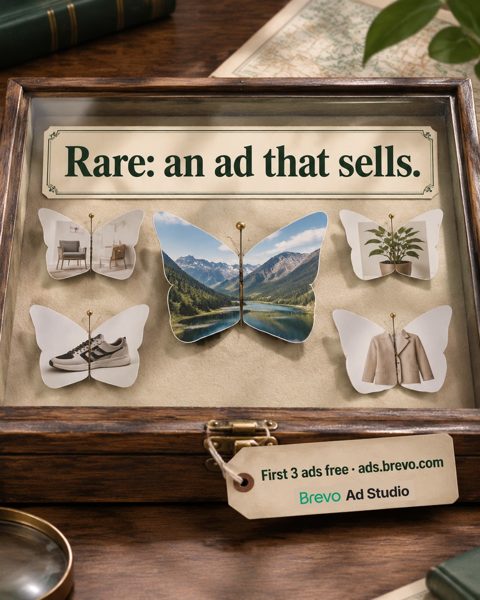 Rare: an ad that sells.
First 3 ads free · ads.brevo.com
Brevo Ad Studio